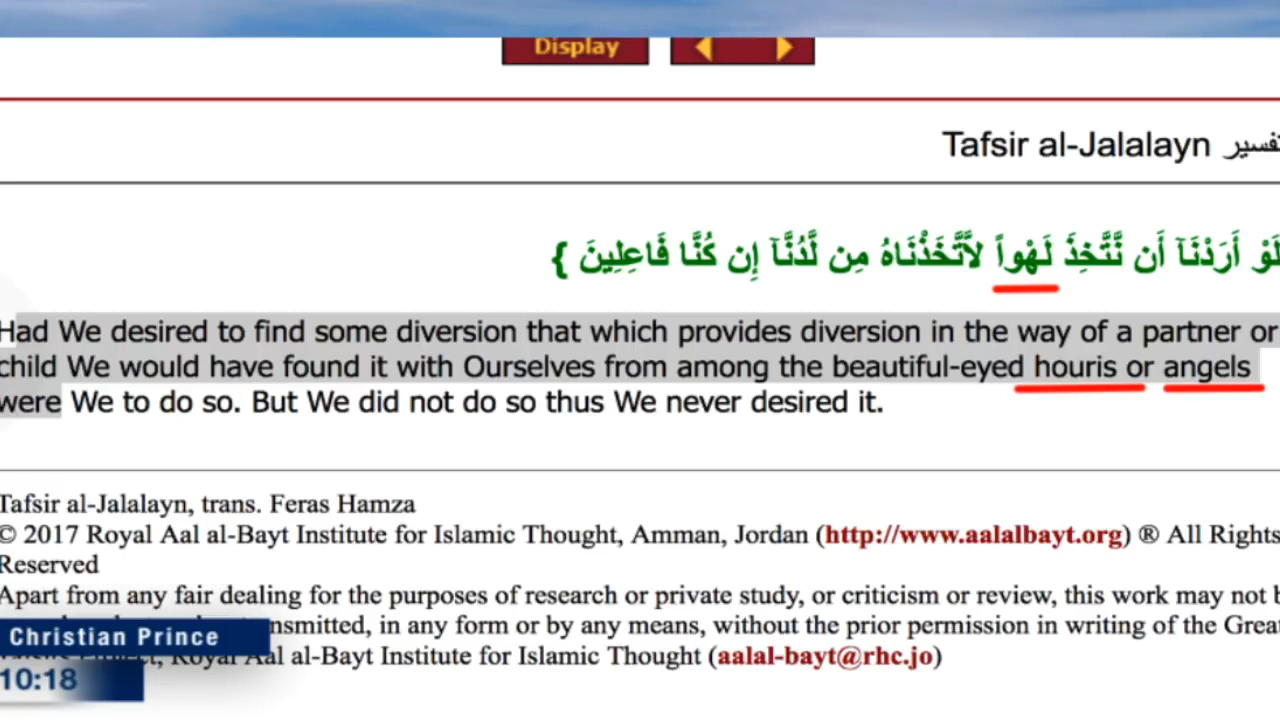 Display
Tafsir al-Jalalayn تفسير
لَوْ أَرَدْنَآ أَن نَّتَّخِذَ لَهْواً لاَّتَّخَذْنَاهُ مِن لَّدُنَّآ إِن كُنَّا فَاعِلِينَ }
Had We desired to find some diversion that which provides diversion in the way of a partner or
child We would have found it with Ourselves from among the beautiful-eyed houris or angels
were We to do so. But We did not do so thus We never desired it.
Tafsir al-Jalalayn, trans. Feras Hamza
© 2017 Royal Aal al-Bayt Institute for Islamic Thought, Amman, Jordan (http://www.aalalbayt.org) ® All Rights
Reserved
Apart from any fair dealing for the purposes of research or private study, or criticism or review, this work may not
nsmitted, in any form or by any means, without the prior permission in writing of the
Royal Aal al-Bayt Institute for Islamic Thought (aalal-bayt@rhc.jo)
Christian Prince
10:18